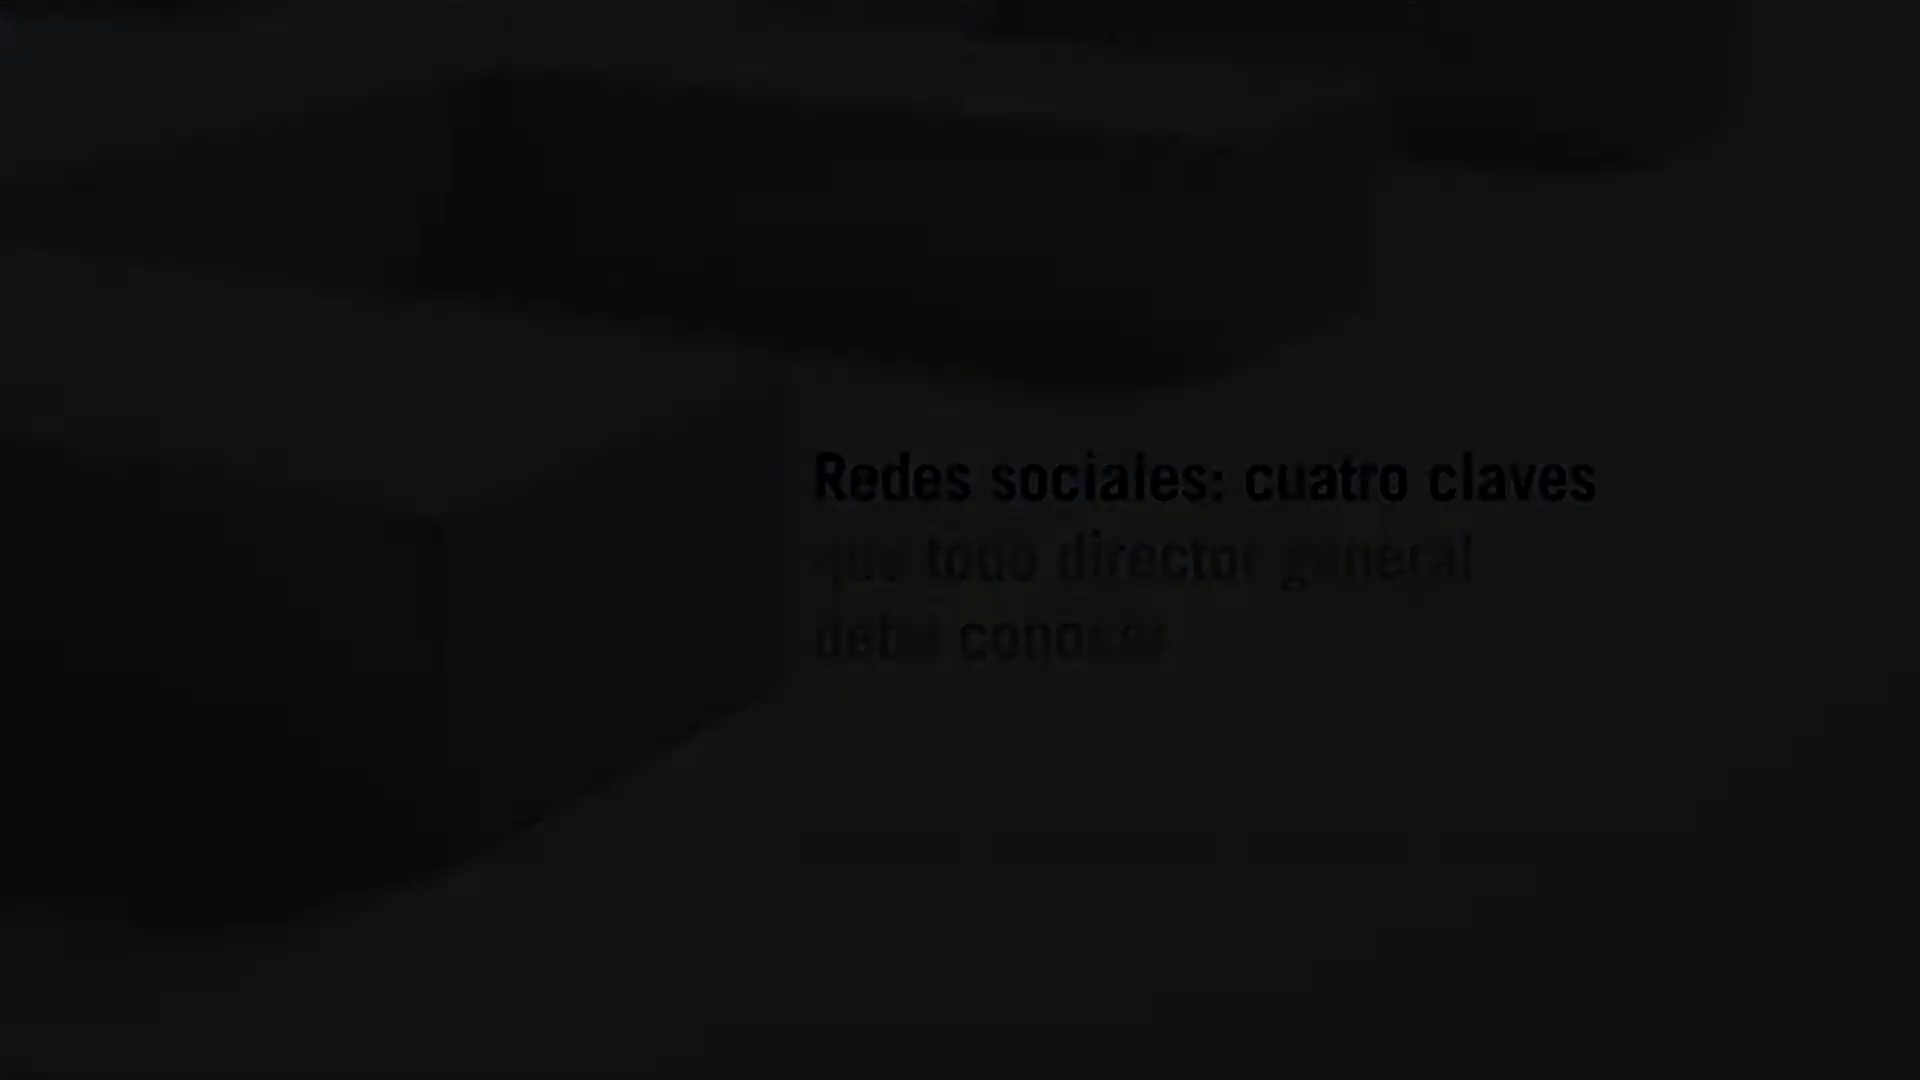 Redes sociales: cuatro claves
que todo director general
debe conocer